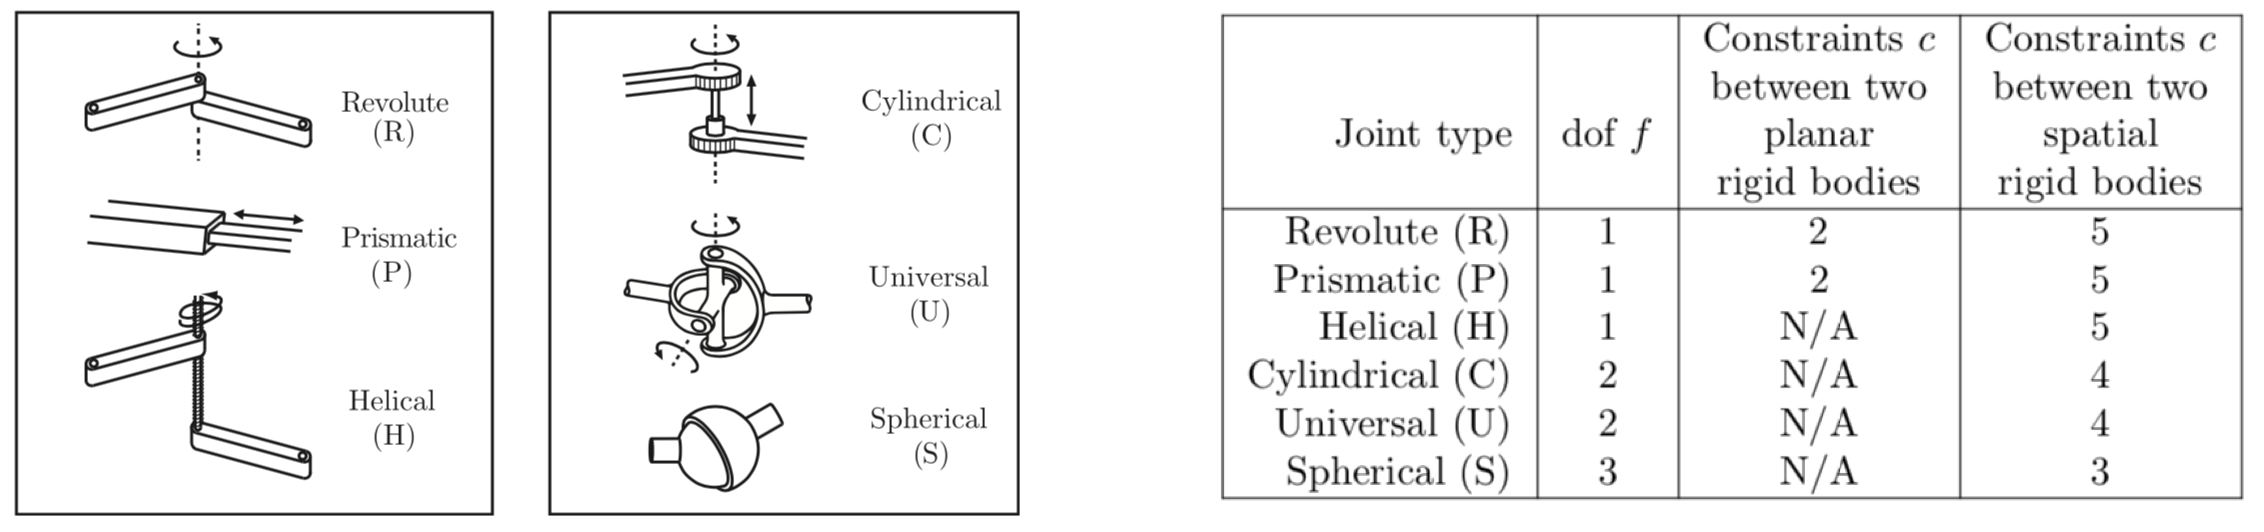 Revolute
(R)
Prismatic
(P)
Helical
(H)
Cylindrical
(C)
Universal
(U)
Spherical
(S)
Joint type
dof f
Constraints c
between two
planar
rigid bodies
Constraints c
between two
spatial
rigid bodies
Revolute (R) 1 2 5
Prismatic (P) 1 2 5
Helical (H) 1 N/A 5
Cylindrical (C) 2 N/A 4
Universal (U) 2 N/A 4
Spherical (S) 3 N/A 3